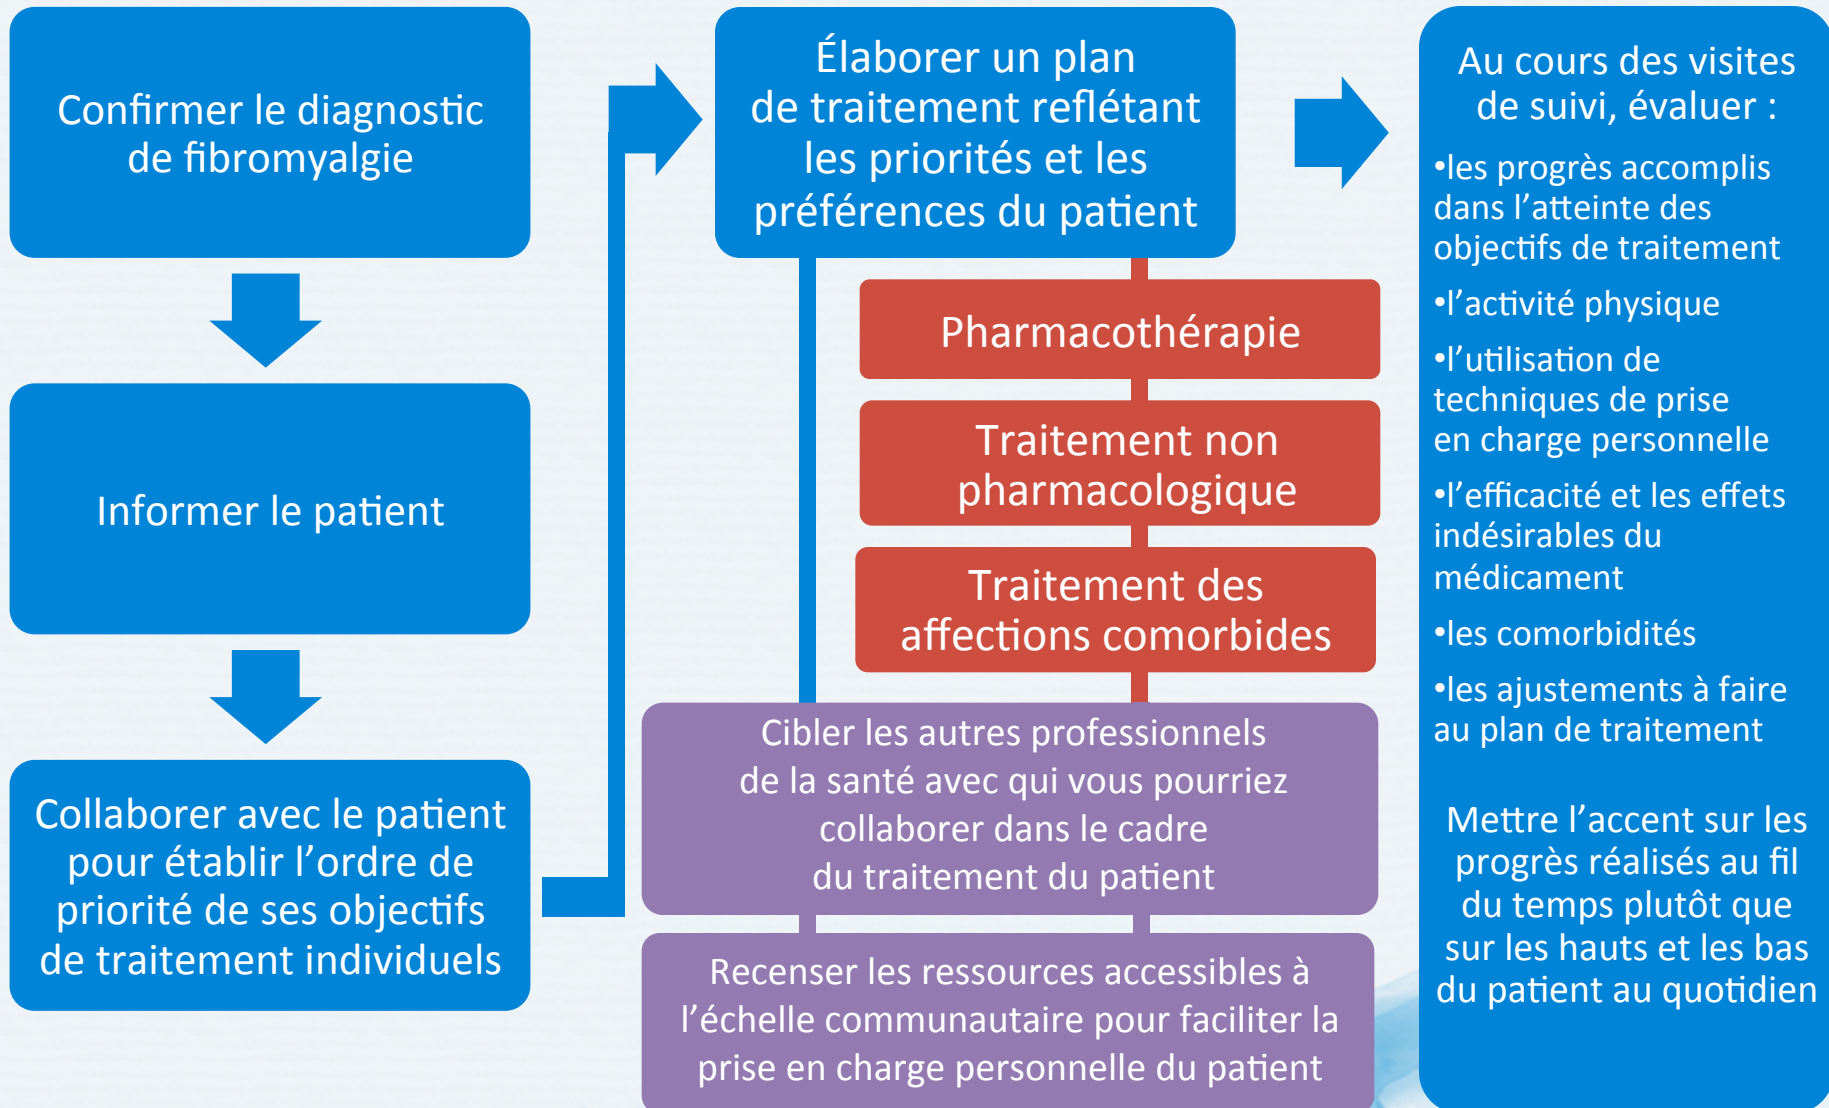 Confirmer le diagnostic
de fibromyalgie
Informer le patient
Collaborer avec le patient
pour établir l’ordre de
priorité de ses objectifs
de traitement individuels
Élaborer un plan
de traitement reflétant
les priorités et les
préférences du patient
Pharmacothérapie
Traitement non
pharmacologique
Traitement des
affections comorbides
Cibler les autres professionnels
de la santé avec qui vous pourriez
collaborer dans le cadre
du traitement du patient
Recenser les ressources accessibles à
l’échelle communautaire pour faciliter la
prise en charge personnelle du patient
Au cours des visites
de suivi, évaluer :
•les progrès accomplis
dans l’atteinte des
objectifs de traitement
•l’activité physique
•l’utilisation de
techniques de prise
en charge personnelle
•l’efficacité et les effets
indésirables du
médicament
•les comorbidités
•les ajustements à faire
au plan de traitement
Mettre l’accent sur les
progrès réalisés au fil
du temps plutôt que
sur les hauts et les bas
du patient au quotidien